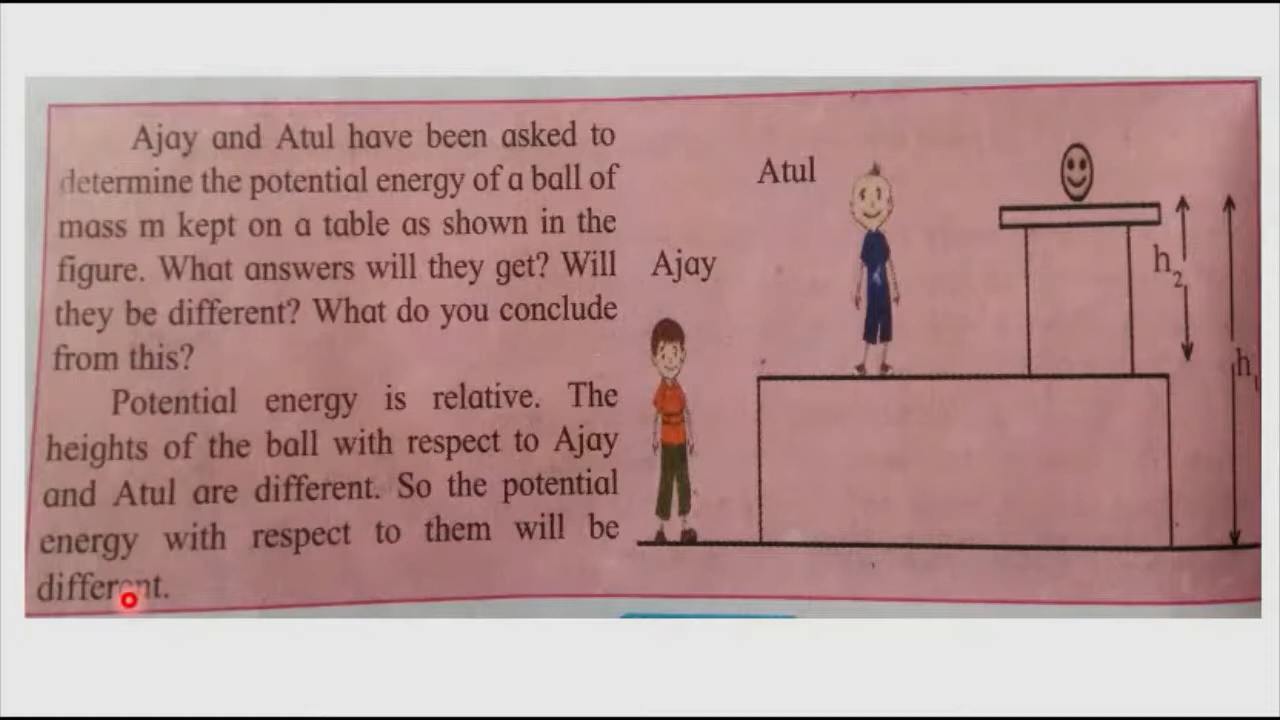 Ajay and Atul have been asked to
determine the potential energy of a ball of
mass m kept on a table as shown in the
figure. What answers will they get? Will
they be different? What do you conclude
from this?
Potential energy is relative. The
heights of the ball with respect to Ajay
and Atul are different. So the potential
energy with respect to them will be
different.
Atul
Ajay
h₂
h₁